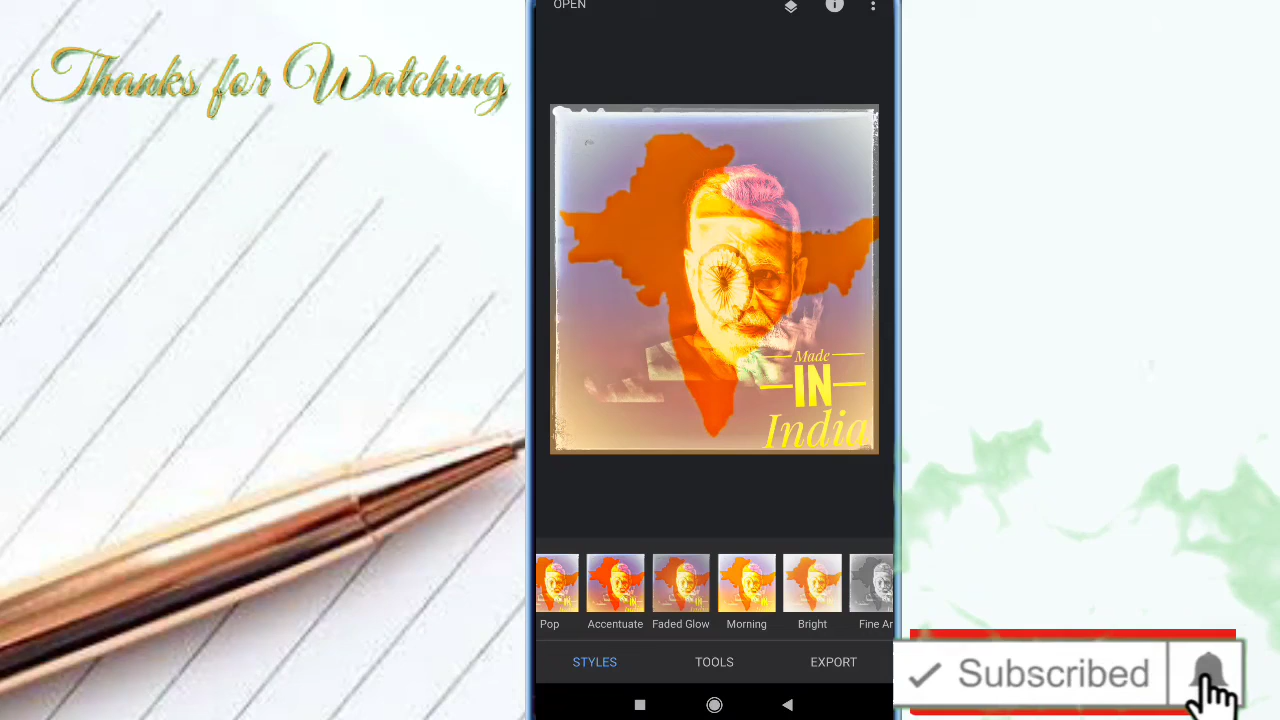 OPEN
Thanks for Watching
Made
IN
India
Pop
Accentuate
Faded Glow
Morning
Bright
Fine Ar
STYLES
TOOLS
EXPORT
Subscribed